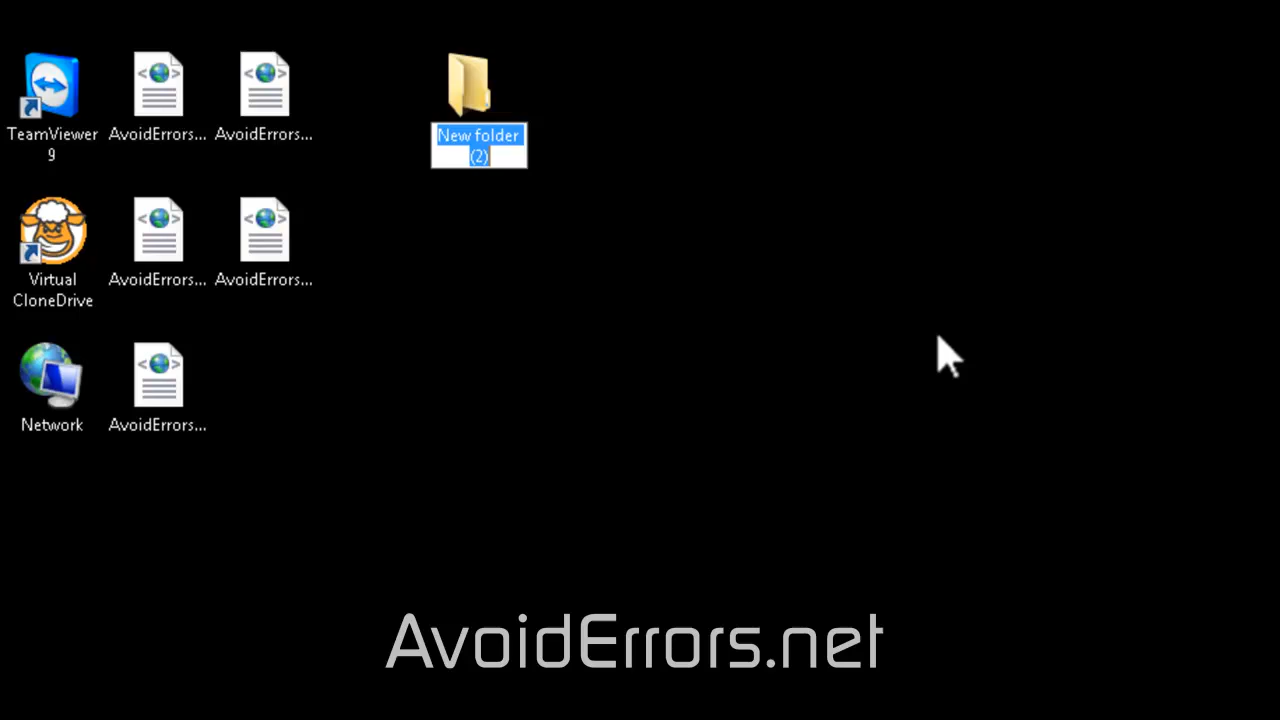 TeamViewer
9
AvoidErrors...
AvoidErrors...
New folder
(2)
Virtual
CloneDrive
AvoidErrors...
AvoidErrors...
Network
AvoidErrors...
AvoidErrors.net